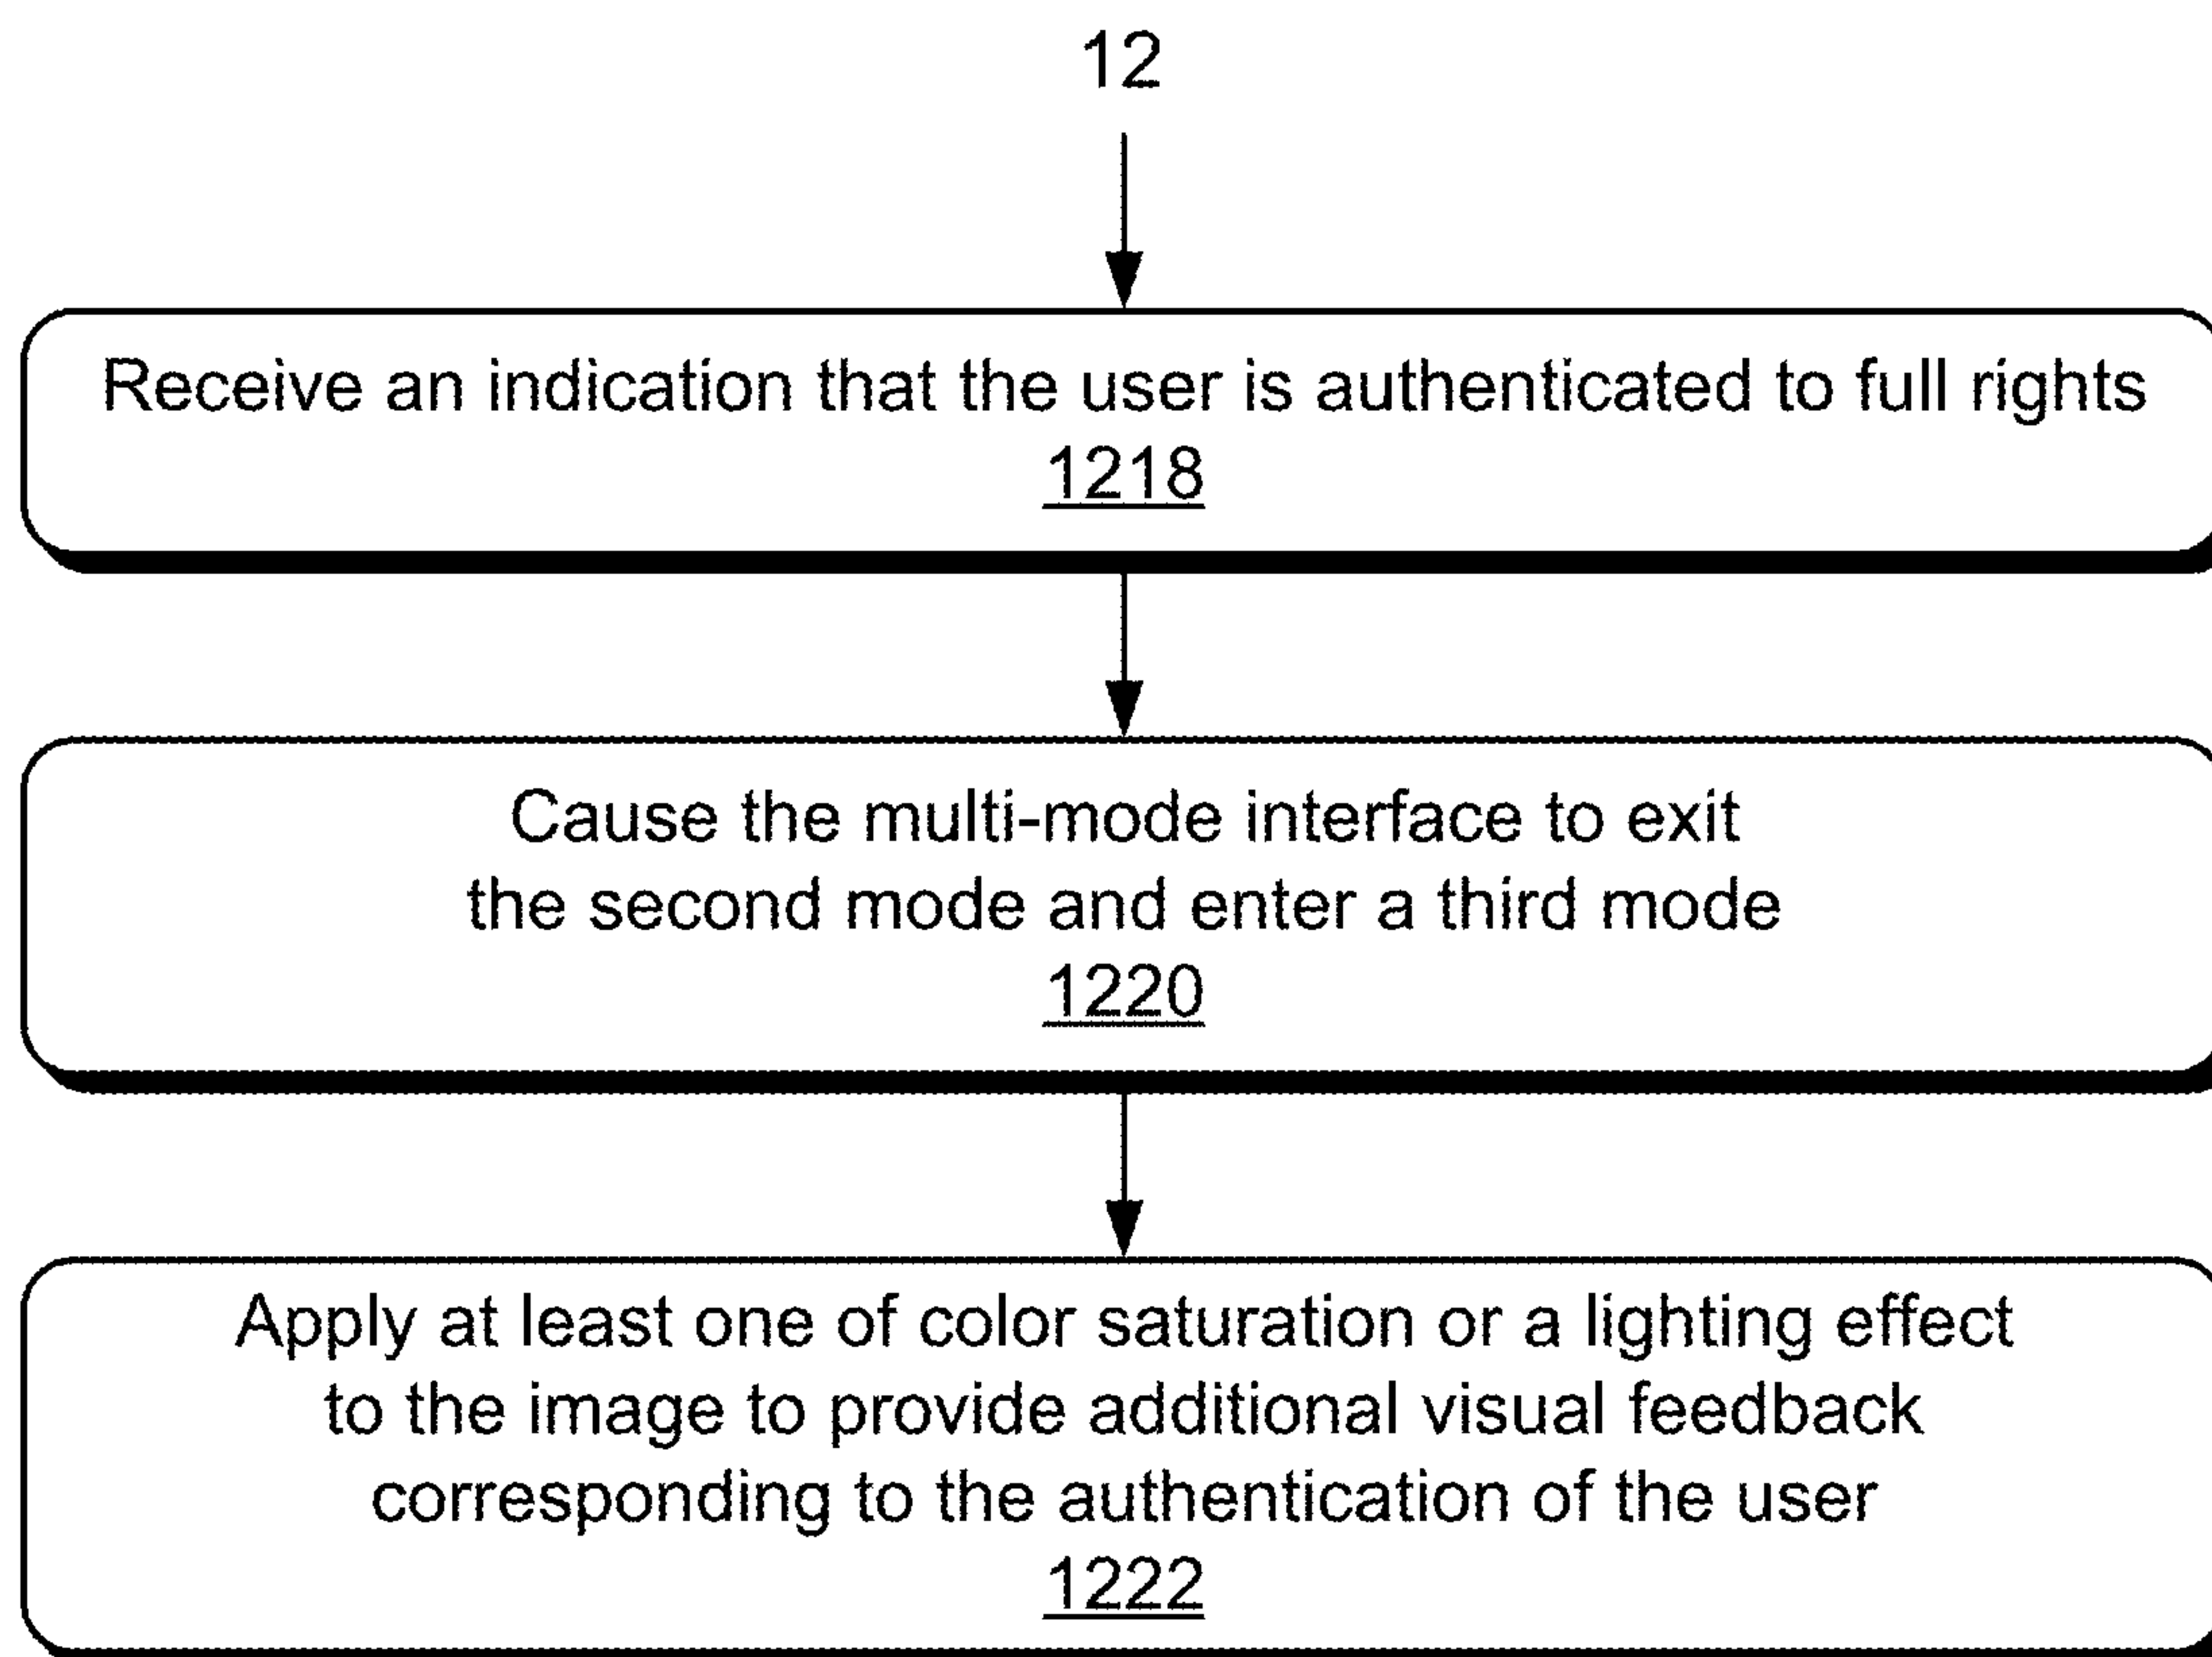 12
Receive an indication that the user is authenticated to full rights
1218
Cause the multi-mode interface to exit
the second mode and enter a third mode
1220
Apply at least one of color saturation or a lighting effect
to the image to provide additional visual feedback
corresponding to the authentication of the user
1222